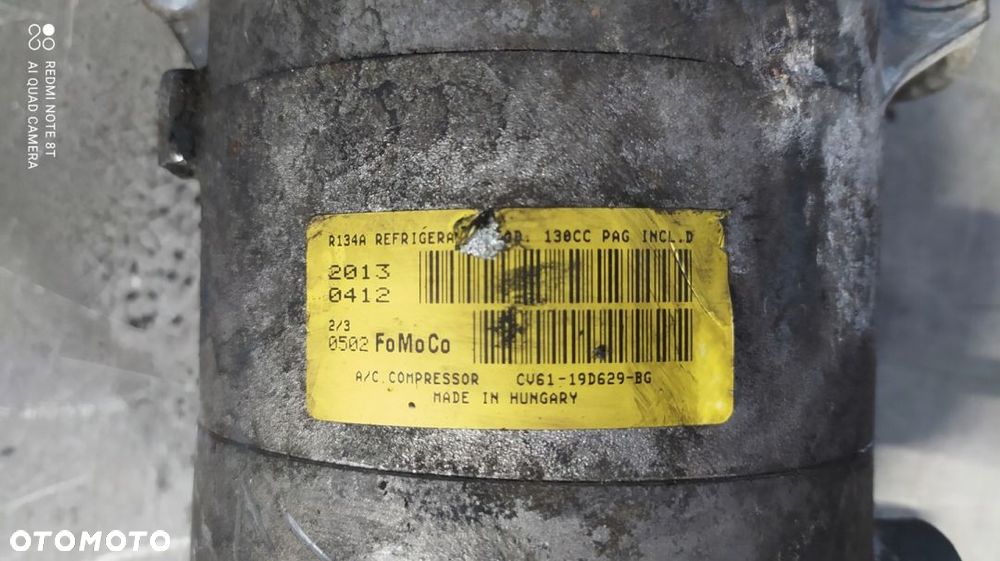 REDMI NOTE 8T
AI QUAD CAMERA
R134A 130CC PAG INCL.D
2013
0412
2/3
0502 FoMoCo
A/C COMPRESSOR CV61-19D629-BG
MADE IN HUNGARY
OTOMOTO